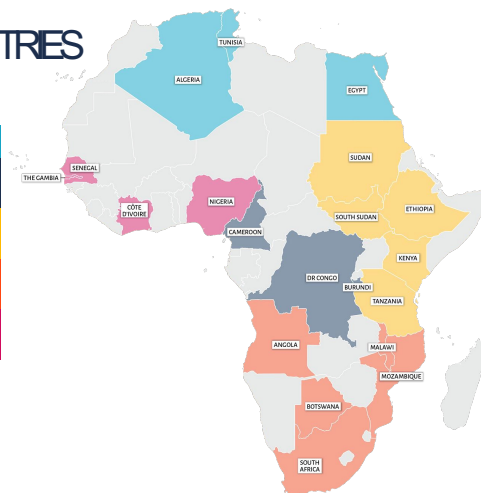 TRIES
TUNISIA
ALGERIA
EGYPT
SUDAN
SENEGAL
THE GAMBIA
CÔTE
D'IVOIRE
NIGERIA
CAMEROON
SOUTH SUDAN
ETHIOPIA
KENYA
DR CONGO
BURUNDI
TANZANIA
ANGOLA
MALAWI
MOZAMBIQUE
BOTSWANA
SOUTH
AFRICA